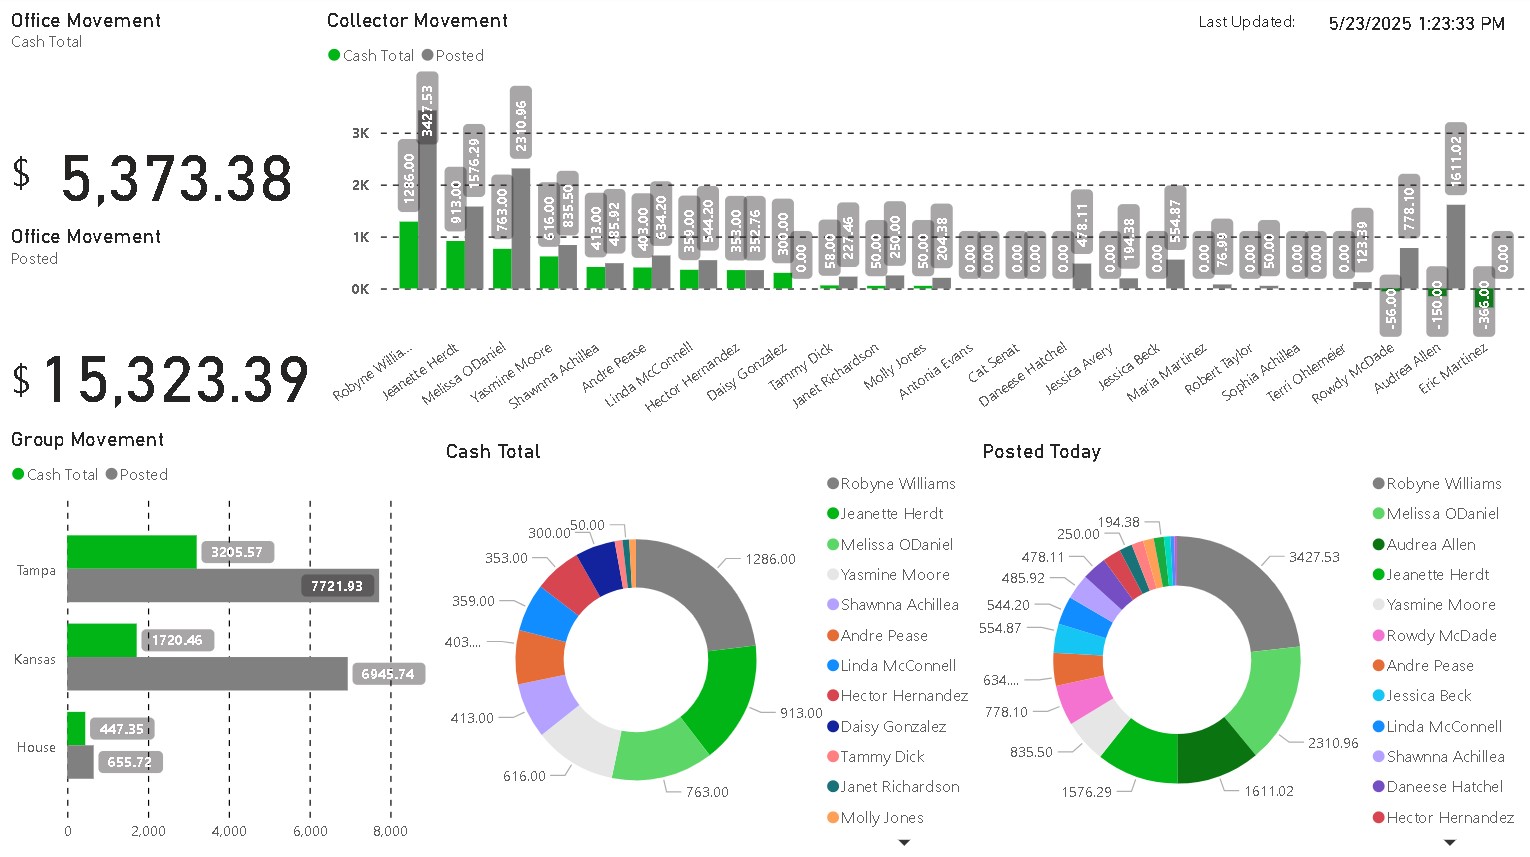 Office Movement
Cash Total
$ 5,373.38
Office Movement
Posted
$ 15,323.39
Collector Movement
Cash Total Posted
Last Updated: 5/23/2025 1:23:33 PM
3K
2K
1K
0K
1286.00 3427.53
913.00 1576.29
763.00 2310.96
616.00 835.50
413.00 485.92
403.00 634.20
359.00 544.20
353.00 352.76
300.00 0.00
58.00 227.46
50.00 250.00
50.00 204.38
0.00 0.00
0.00 0.00
0.00 478.11
0.00 194.38
0.00 554.87
0.00 76.99
0.00 50.00
0.00 0.00
0.00 123.59
-56.00 778.10
-150.00 1611.02
-366.00 0.00
Robyne Willia...
Jeanette Herdt
Melissa ODaniel
Yasmine Moore
Shawnna Achillea
Andre Pease
Linda McConnell
Hector Hernandez
Daisy Gonzalez
Tammy Dick
Janet Richardson
Molly Jones
Antonia Evans
Cat Senat
Daneese Hatchel
Jessica Avery
Jessica Beck
Maria Martinez
Robert Taylor
Sophia Achillea
Terri Ohlemeier
Rowdy McDade
Audrea Allen
Eric Martinez
Group Movement
Cash Total Posted
Tampa
3205.57
7721.93
Kansas
1720.46
6945.74
House
447.35
655.72
0 2,000 4,000 6,000 8,000
Cash Total
1286.00
913.00
763.00
616.00
413.00
403....
359.00
353.00
300.00
50.00
Robyne Williams
Jeanette Herdt
Melissa ODaniel
Yasmine Moore
Shawnna Achillea
Andre Pease
Linda McConnell
Hector Hernandez
Daisy Gonzalez
Tammy Dick
Janet Richardson
Molly Jones
Posted Today
3427.53
2310.96
1611.02
1576.29
835.50
778.10
634....
554.87
544.20
485.92
478.11
250.00
194.38
Robyne Williams
Melissa ODaniel
Audrea Allen
Jeanette Herdt
Yasmine Moore
Rowdy McDade
Andre Pease
Jessica Beck
Linda McConnell
Shawnna Achillea
Daneese Hatchel
Hector Hernandez